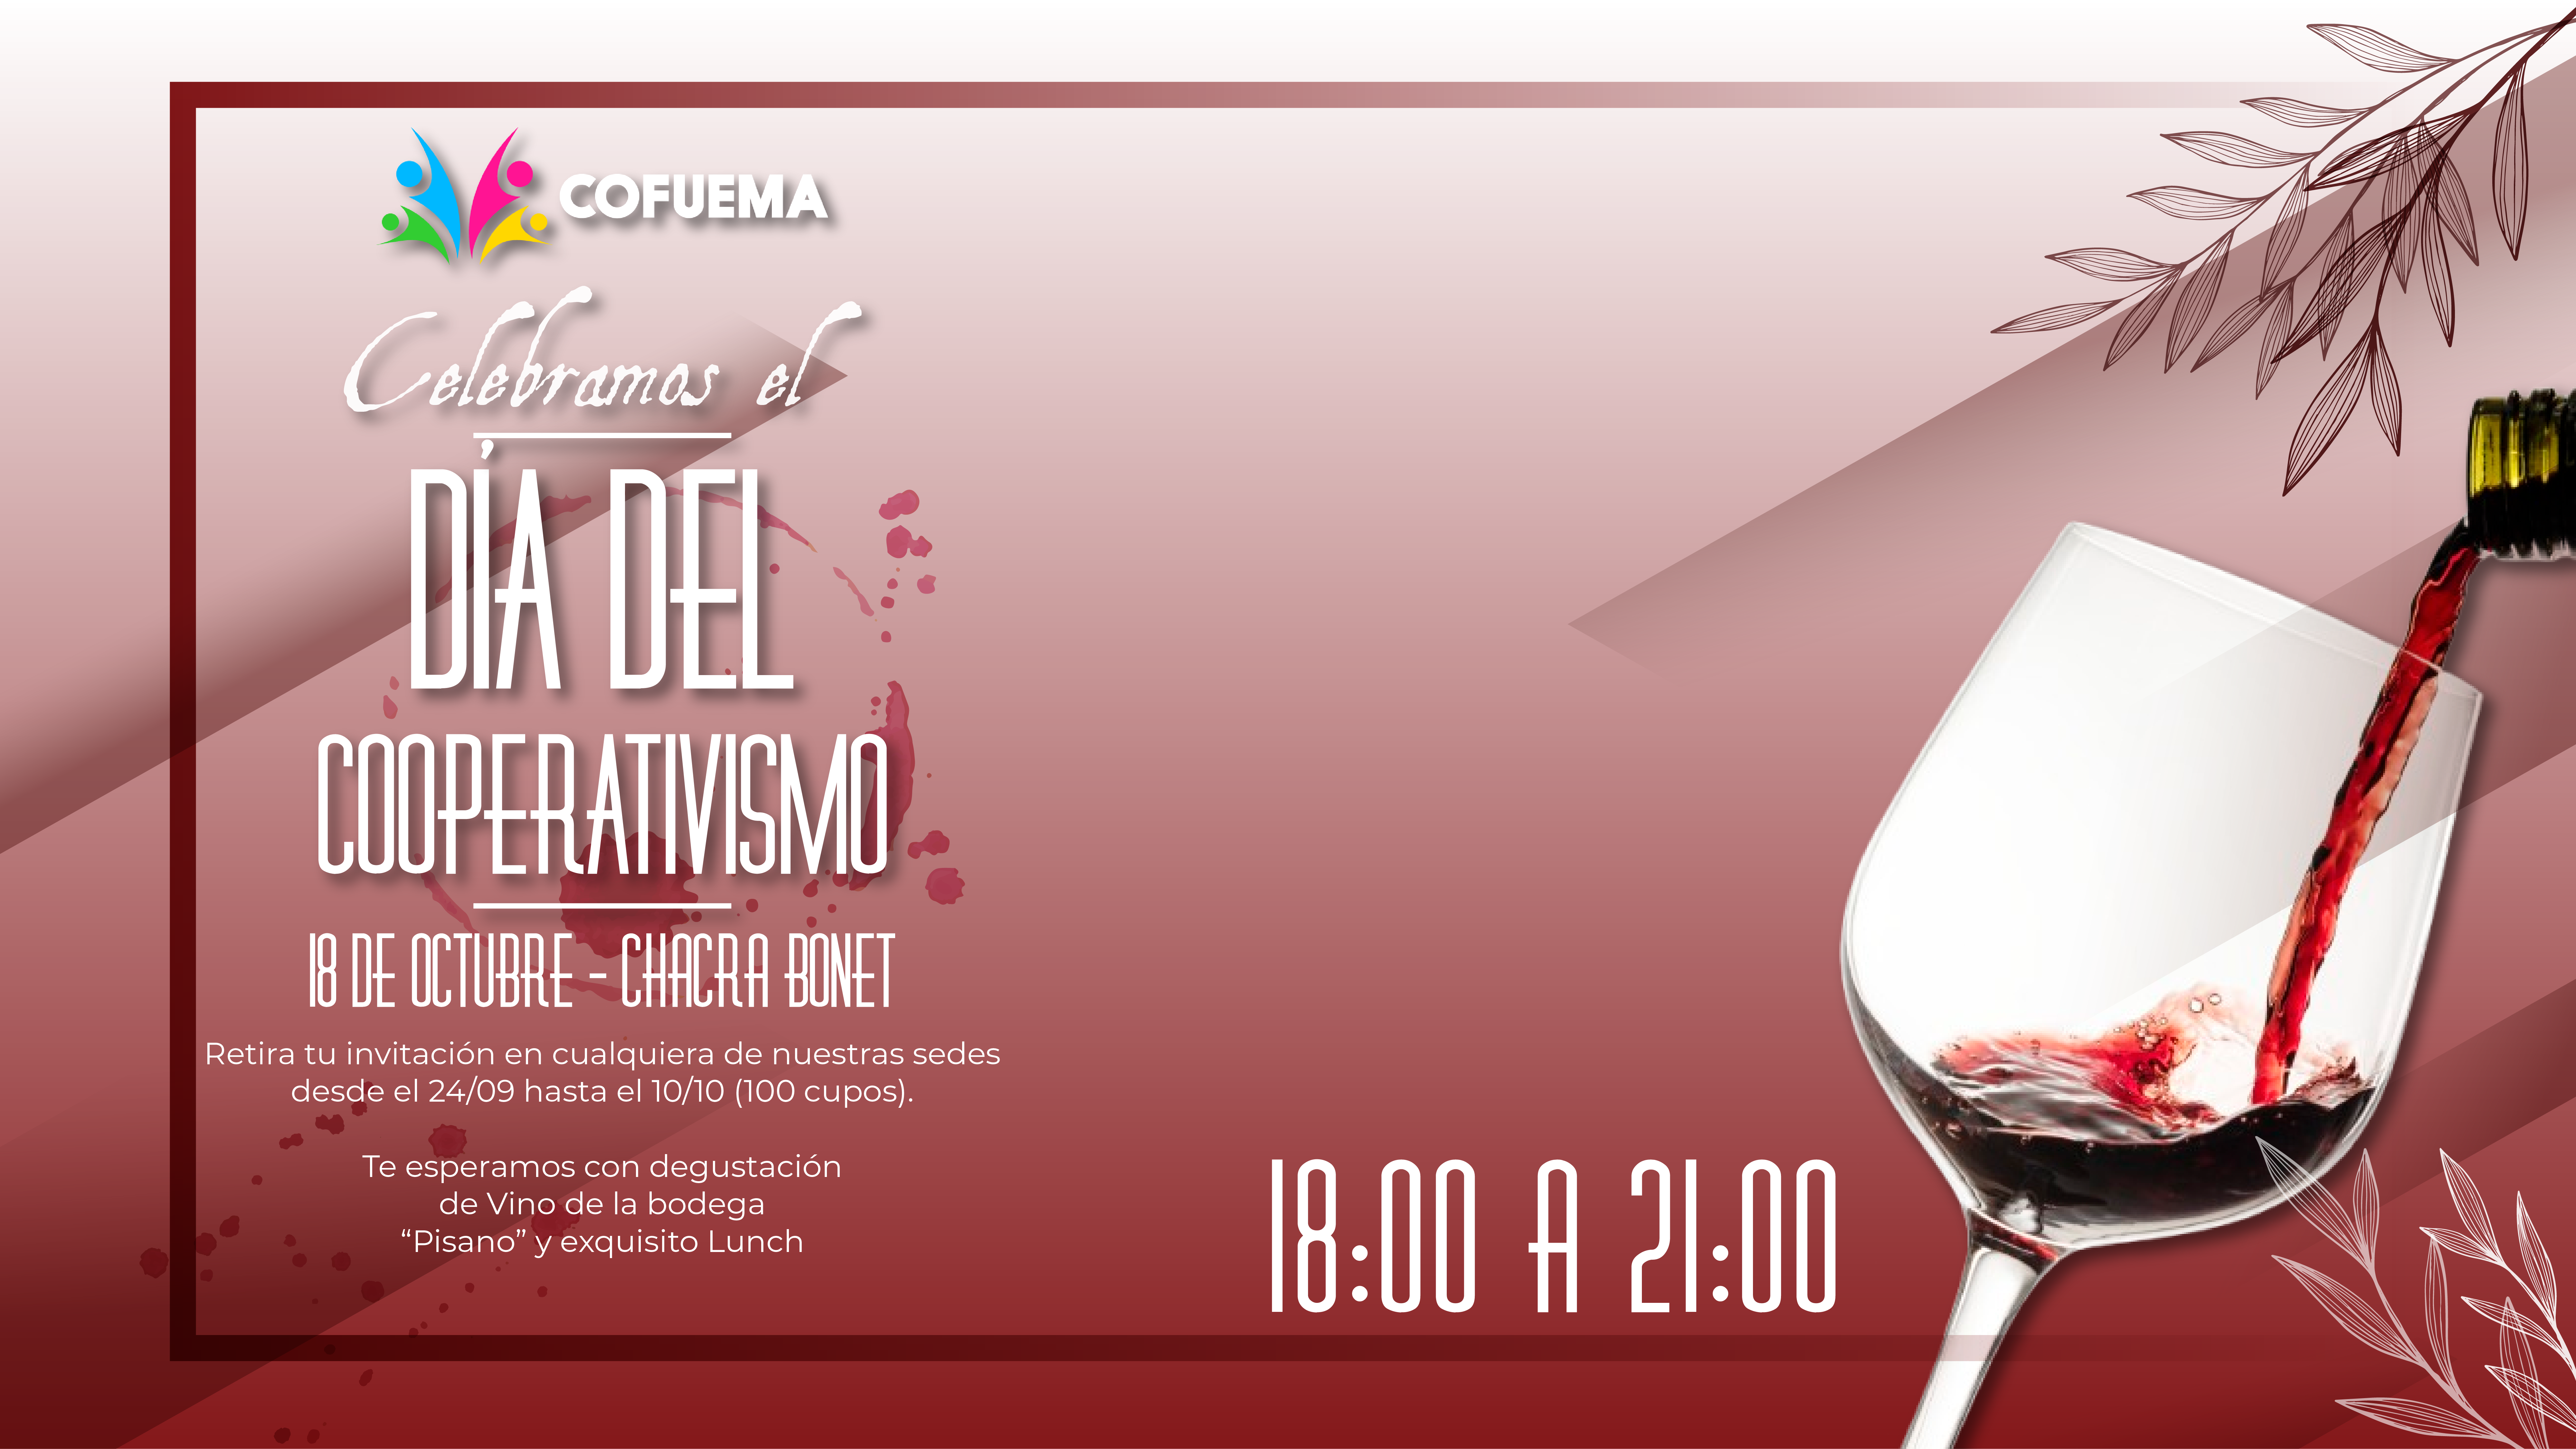 COFUEMA
Celebramos el
DÍA DEL
COOPERATIVISMO
18 DE OCTUBRE - CHACRA BONET
Retira tu invitación en cualquiera de nuestras sedes
desde el 24/09 hasta el 10/10 (100 cupos).
Te esperamos con degustación
de Vino de la bodega
“Pisano” y exquisito Lunch
18:00 A 21:00